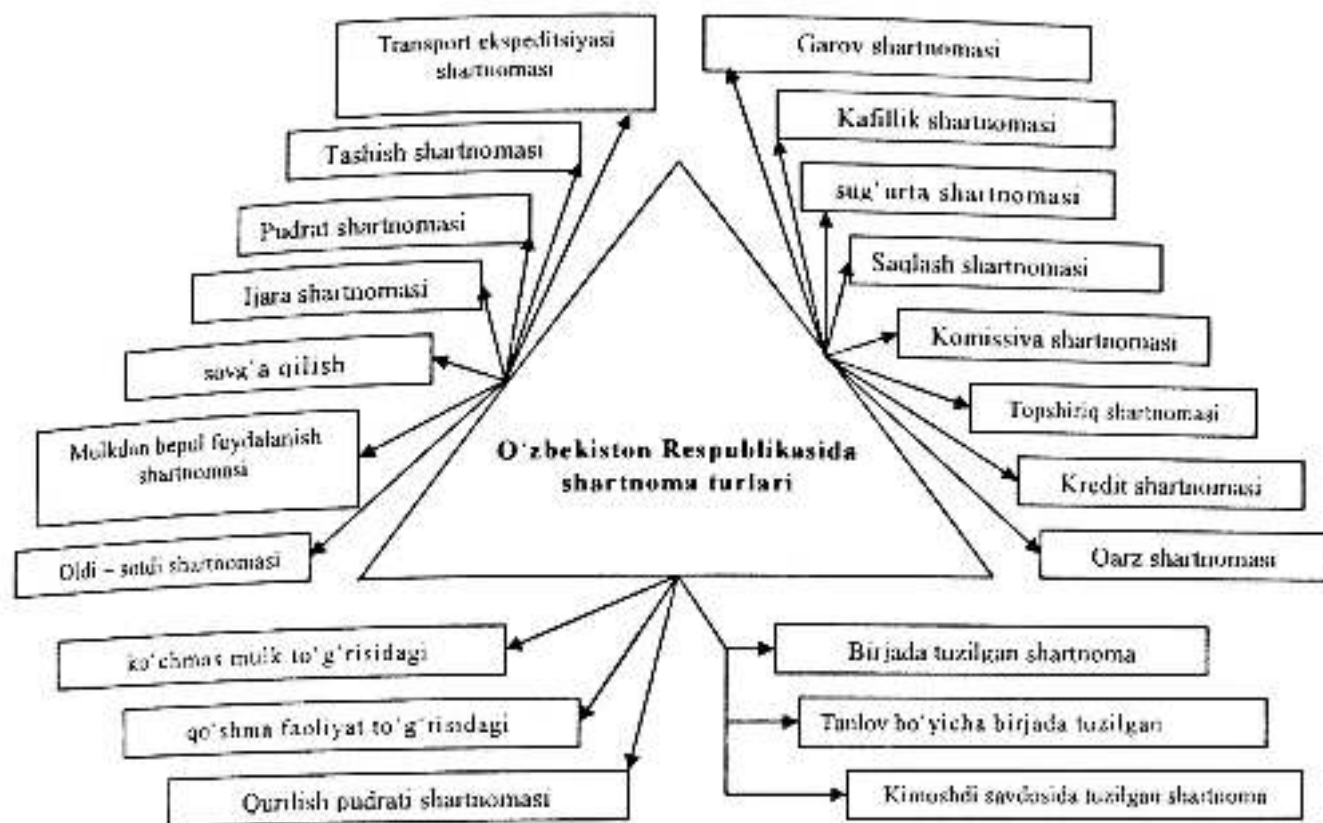 Transport ekspeditsiyasi
shartnomasi
Tashish shartnomasi
Pudrat shartnomasi
Ijara shartnomasi
sovg‘a qilish
Mulkdan bepul foydalanish
shartnomasi
Oldi – sotdi shartnomasi
Garov shartnomasi
Kafillik shartnomasi
sug‘urta shartnomasi
Saqlash shartnomasi
Komissiya shartnomasi
Topshiriq shartnomasi
Kredit shartnomasi
Qarz shartnomasi
O‘zbekiston Respublikasida
shartnoma turlari
ko‘chmas mulk to‘g‘risidagi
qo‘shma faoliyat to‘g‘risidagi
Qurilish pudrati shartnomasi
Birjada tuzilgan shartnoma
Tanlov bo‘yicha birjada tuzilgan
Kimoshdi savdosida tuzilgan shartnoma